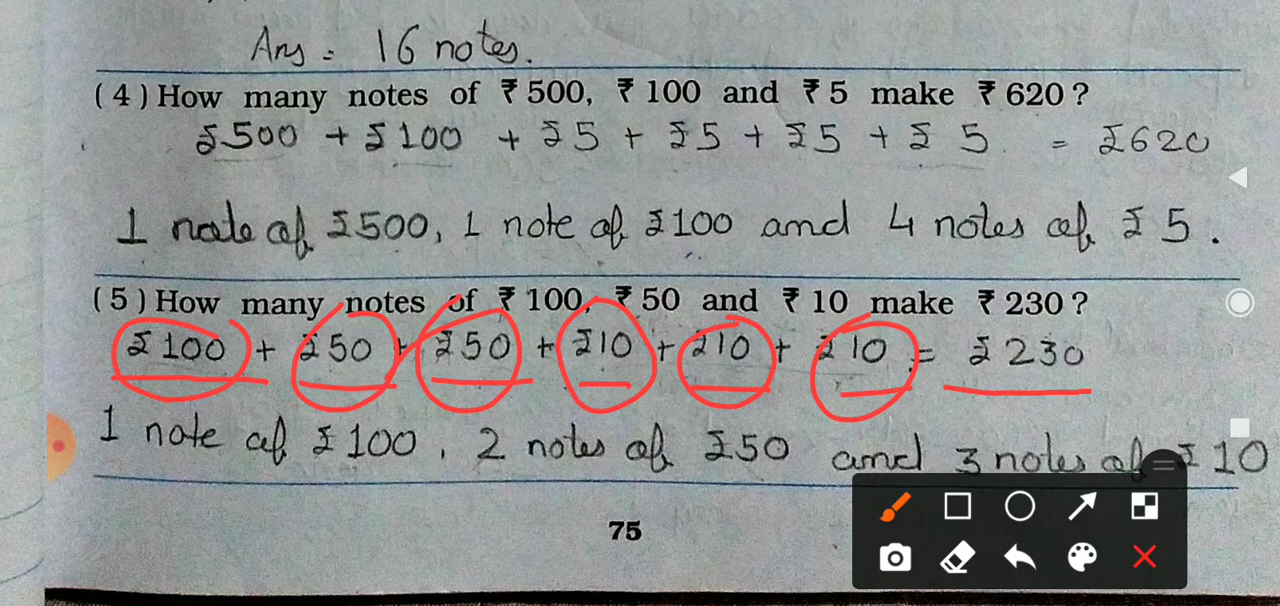 Ans = 16 notes.
(4) How many notes of ₹ 500, ₹ 100 and ₹ 5 make ₹ 620 ?
₹500 + ₹100 + ₹5 + ₹5 + ₹5 + ₹5 = ₹620
1 note of ₹500, 1 note of ₹100 and 4 notes of ₹5.
(5) How many notes of ₹ 100, ₹ 50 and ₹ 10 make ₹ 230 ?
₹100 + ₹50 + ₹50 + ₹10 + ₹10 + ₹10 = ₹230
1 note of ₹100, 2 notes of ₹50 and 3 notes of ₹10
75